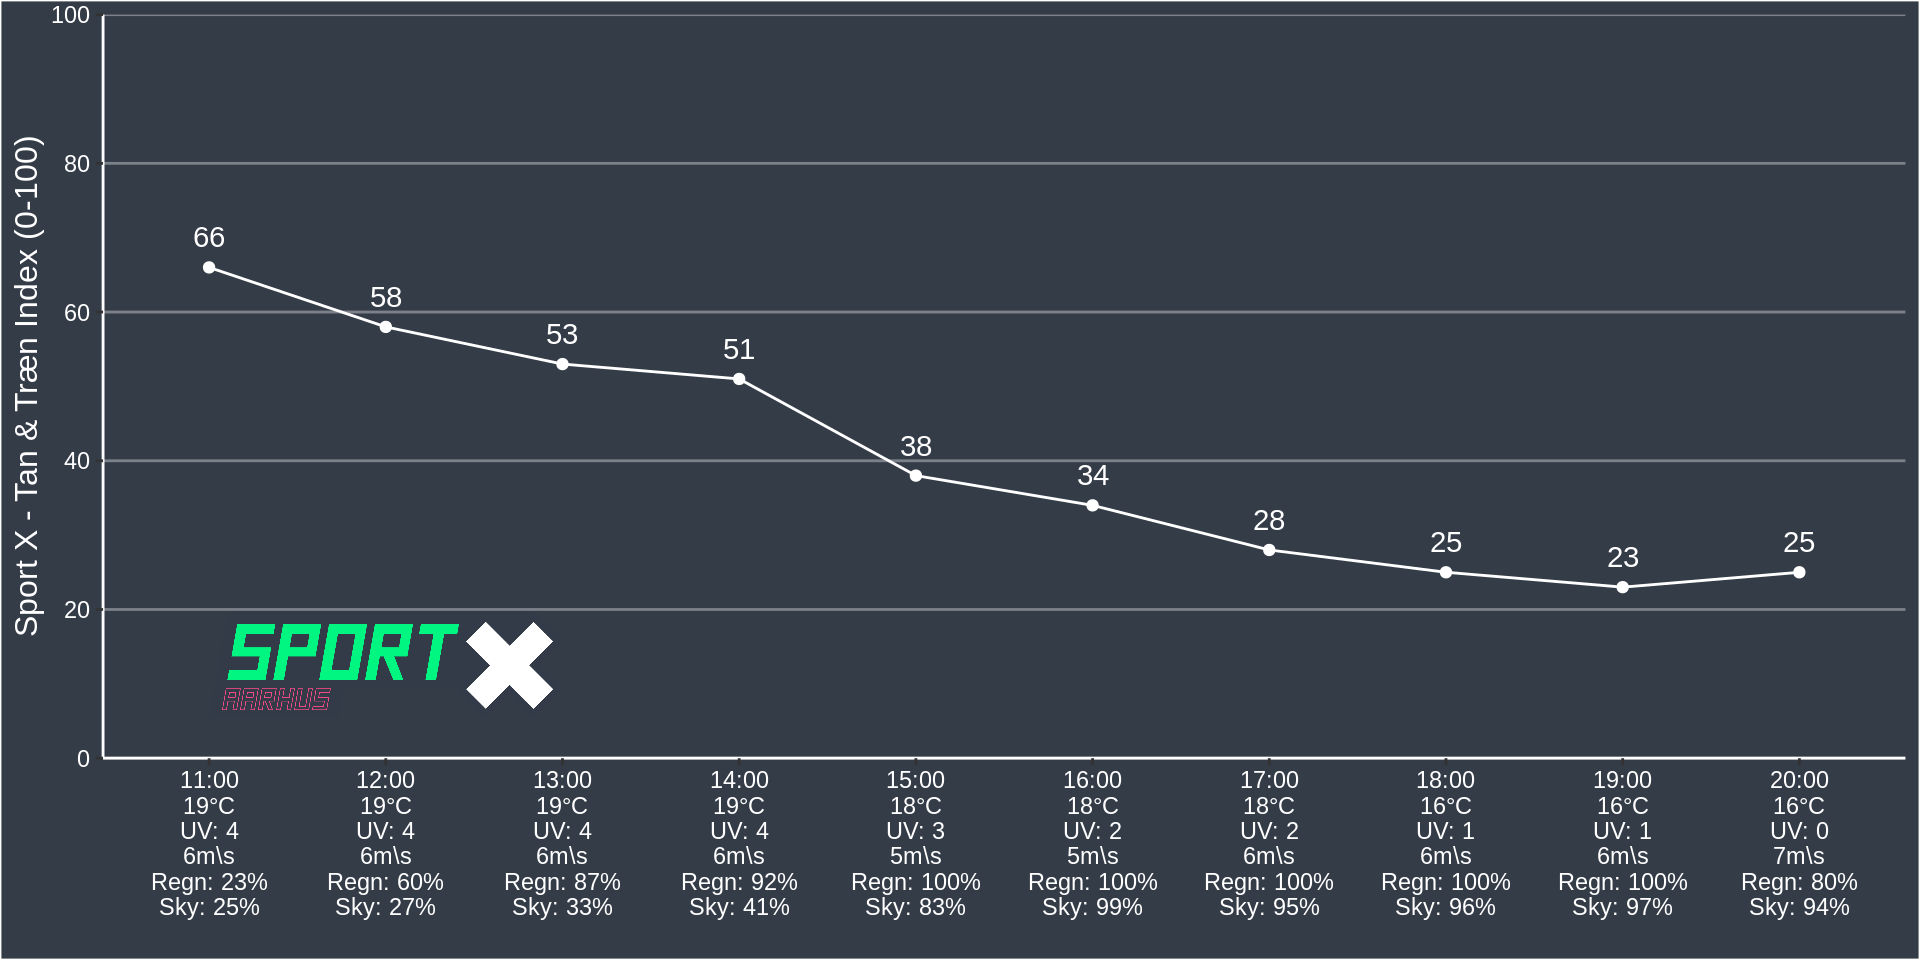 Sport X - Tan & Træn Index (0-100)
100
80
60
40
20
0
66
58
53
51
38
34
28
25
23
25
SPORT X
AARHUS
11:00 12:00 13:00 14:00 15:00 16:00 17:00 18:00 19:00 20:00
19°C 19°C 19°C 19°C 18°C 18°C 18°C 16°C 16°C 16°C
UV: 4 UV: 4 UV: 4 UV: 4 UV: 3 UV: 2 UV: 2 UV: 1 UV: 1 UV: 0
6m\s 6m\s 6m\s 6m\s 5m\s 5m\s 6m\s 6m\s 6m\s 7m\s
Regn: 23% Regn: 60% Regn: 87% Regn: 92% Regn: 100% Regn: 100% Regn: 100% Regn: 100% Regn: 100% Regn: 80%
Sky: 25% Sky: 27% Sky: 33% Sky: 41% Sky: 83% Sky: 99% Sky: 95% Sky: 96% Sky: 97% Sky: 94%